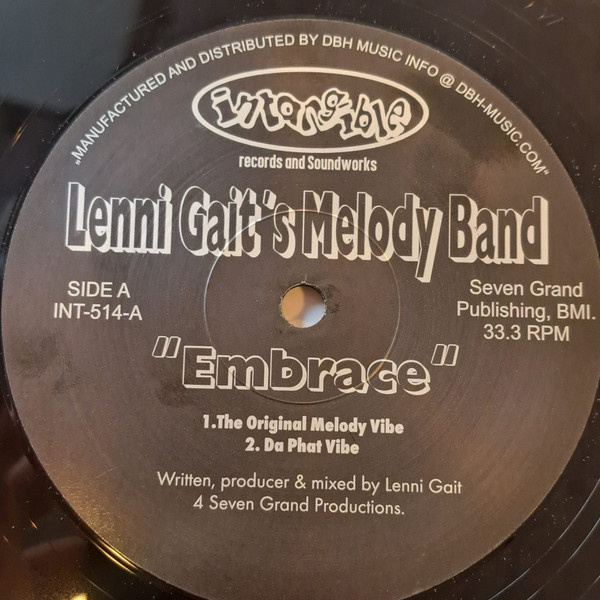 „MANUFACTURED AND DISTRIBUTED BY DBH MUSIC INFO @ DBH-MUSIC.COM"
intangible
records and Soundworks
Lenni Gait's Melody Band
SIDE A
INT-514-A
Seven Grand
Publishing, BMI.
33.3 RPM
"Embrace"
1.The Original Melody Vibe
2. Da Phat Vibe
Written, producer & mixed by Lenni Gait
4 Seven Grand Productions.